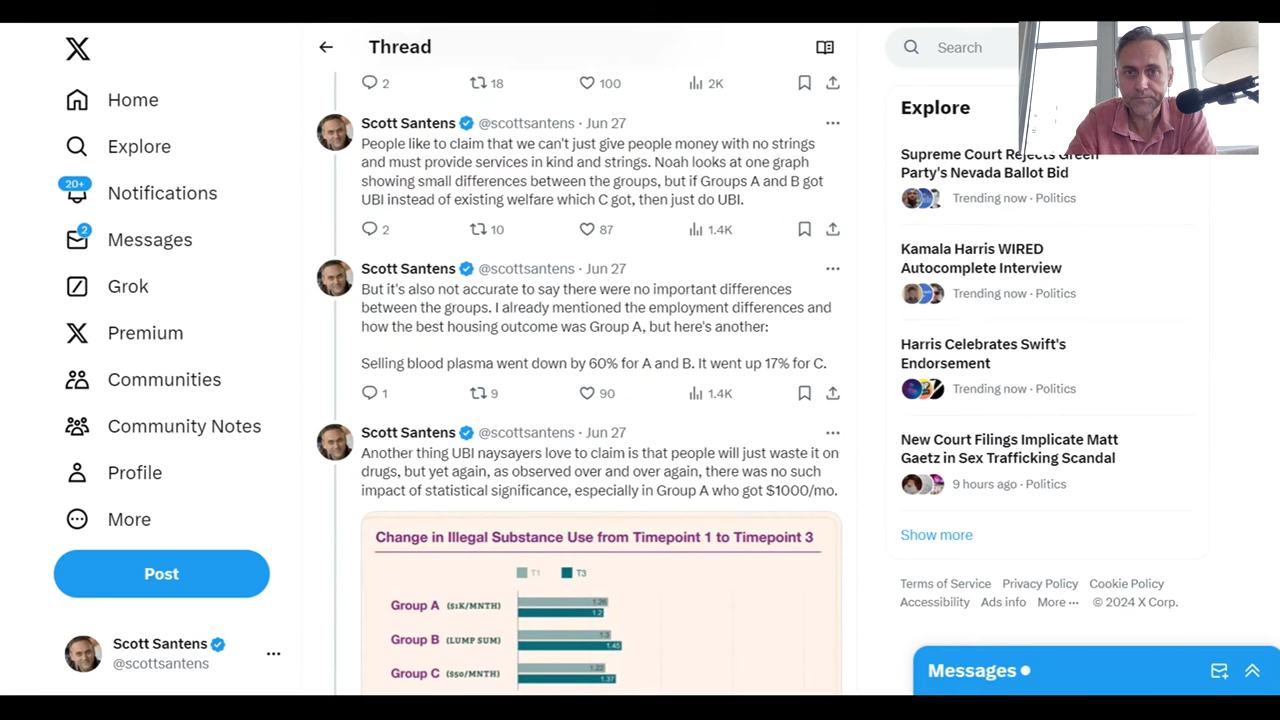 Home
Explore
20+
Notifications
2
Messages
Grok
Premium
Communities
Community Notes
Profile
More
Post
Scott Santens
@scottsantens
Thread
2 18 100 2K
Scott Santens @scottsantens · Jun 27
People like to claim that we can't just give people money with no strings
and must provide services in kind and strings. Noah looks at one graph
showing small differences between the groups, but if Groups A and B got
UBI instead of existing welfare which C got, then just do UBI.
2 10 87 1.4K
Scott Santens @scottsantens · Jun 27
But it's also not accurate to say there were no important differences
between the groups. I already mentioned the employment differences and
how the best housing outcome was Group A, but here's another:
Selling blood plasma went down by 60% for A and B. It went up 17% for C.
1 9 90 1.4K
Scott Santens @scottsantens · Jun 27
Another thing UBI naysayers love to claim is that people will just waste it on
drugs, but yet again, as observed over and over again, there was no such
impact of statistical significance, especially in Group A who got $1000/mo.
Change in Illegal Substance Use from Timepoint 1 to Timepoint 3
T1 T3
Group A ($1K/MNTH) 1.26
1.2
Group B (LUMP SUM) 1.3
1.45
Group C ($50/MNTH) 1.22
1.37
Search
Explore
Supreme Court Rejects Green
Party's Nevada Ballot Bid
Trending now · Politics
Kamala Harris WIRED
Autocomplete Interview
Trending now · Politics
Harris Celebrates Swift's
Endorsement
Trending now · Politics
New Court Filings Implicate Matt
Gaetz in Sex Trafficking Scandal
9 hours ago · Politics
Show more
Terms of Service Privacy Policy Cookie Policy
Accessibility Ads info More ··· © 2024 X Corp.
Messages